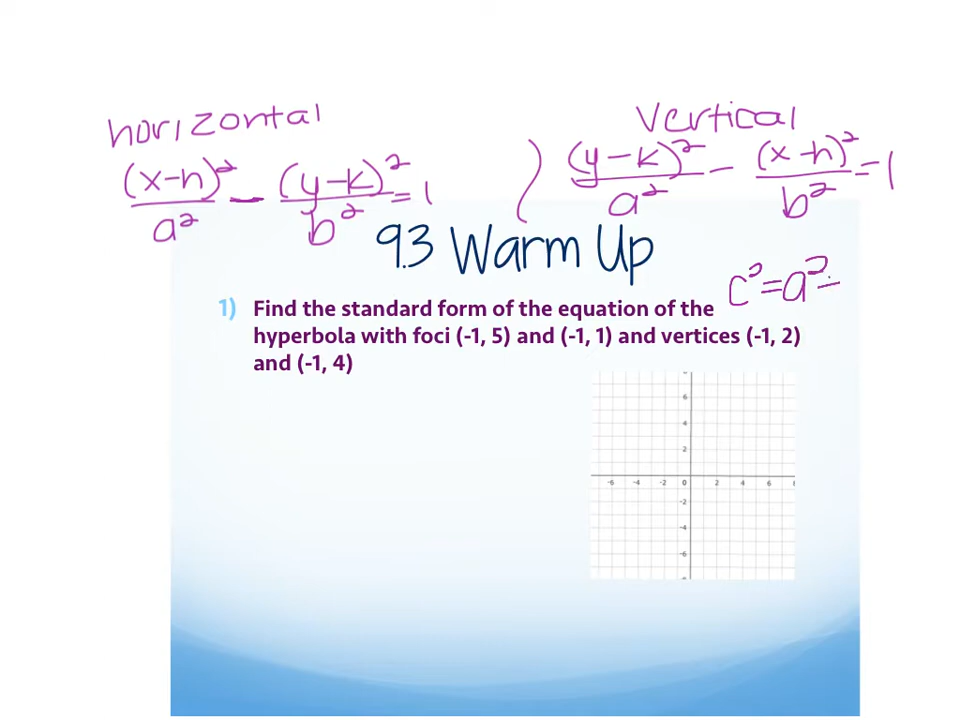 horizontal
vertical
(x-h)²/a² - (y-k)²/b² = 1
) (y-k)²/a² - (x-h)²/b² = 1
9.3 Warm Up
c² = a² -
1) Find the standard form of the equation of the
hyperbola with foci (-1, 5) and (-1, 1) and vertices (-1, 2)
and (-1, 4)
6
4
2
-6 -4 -2 0 2 4 6
-2
-4
-6